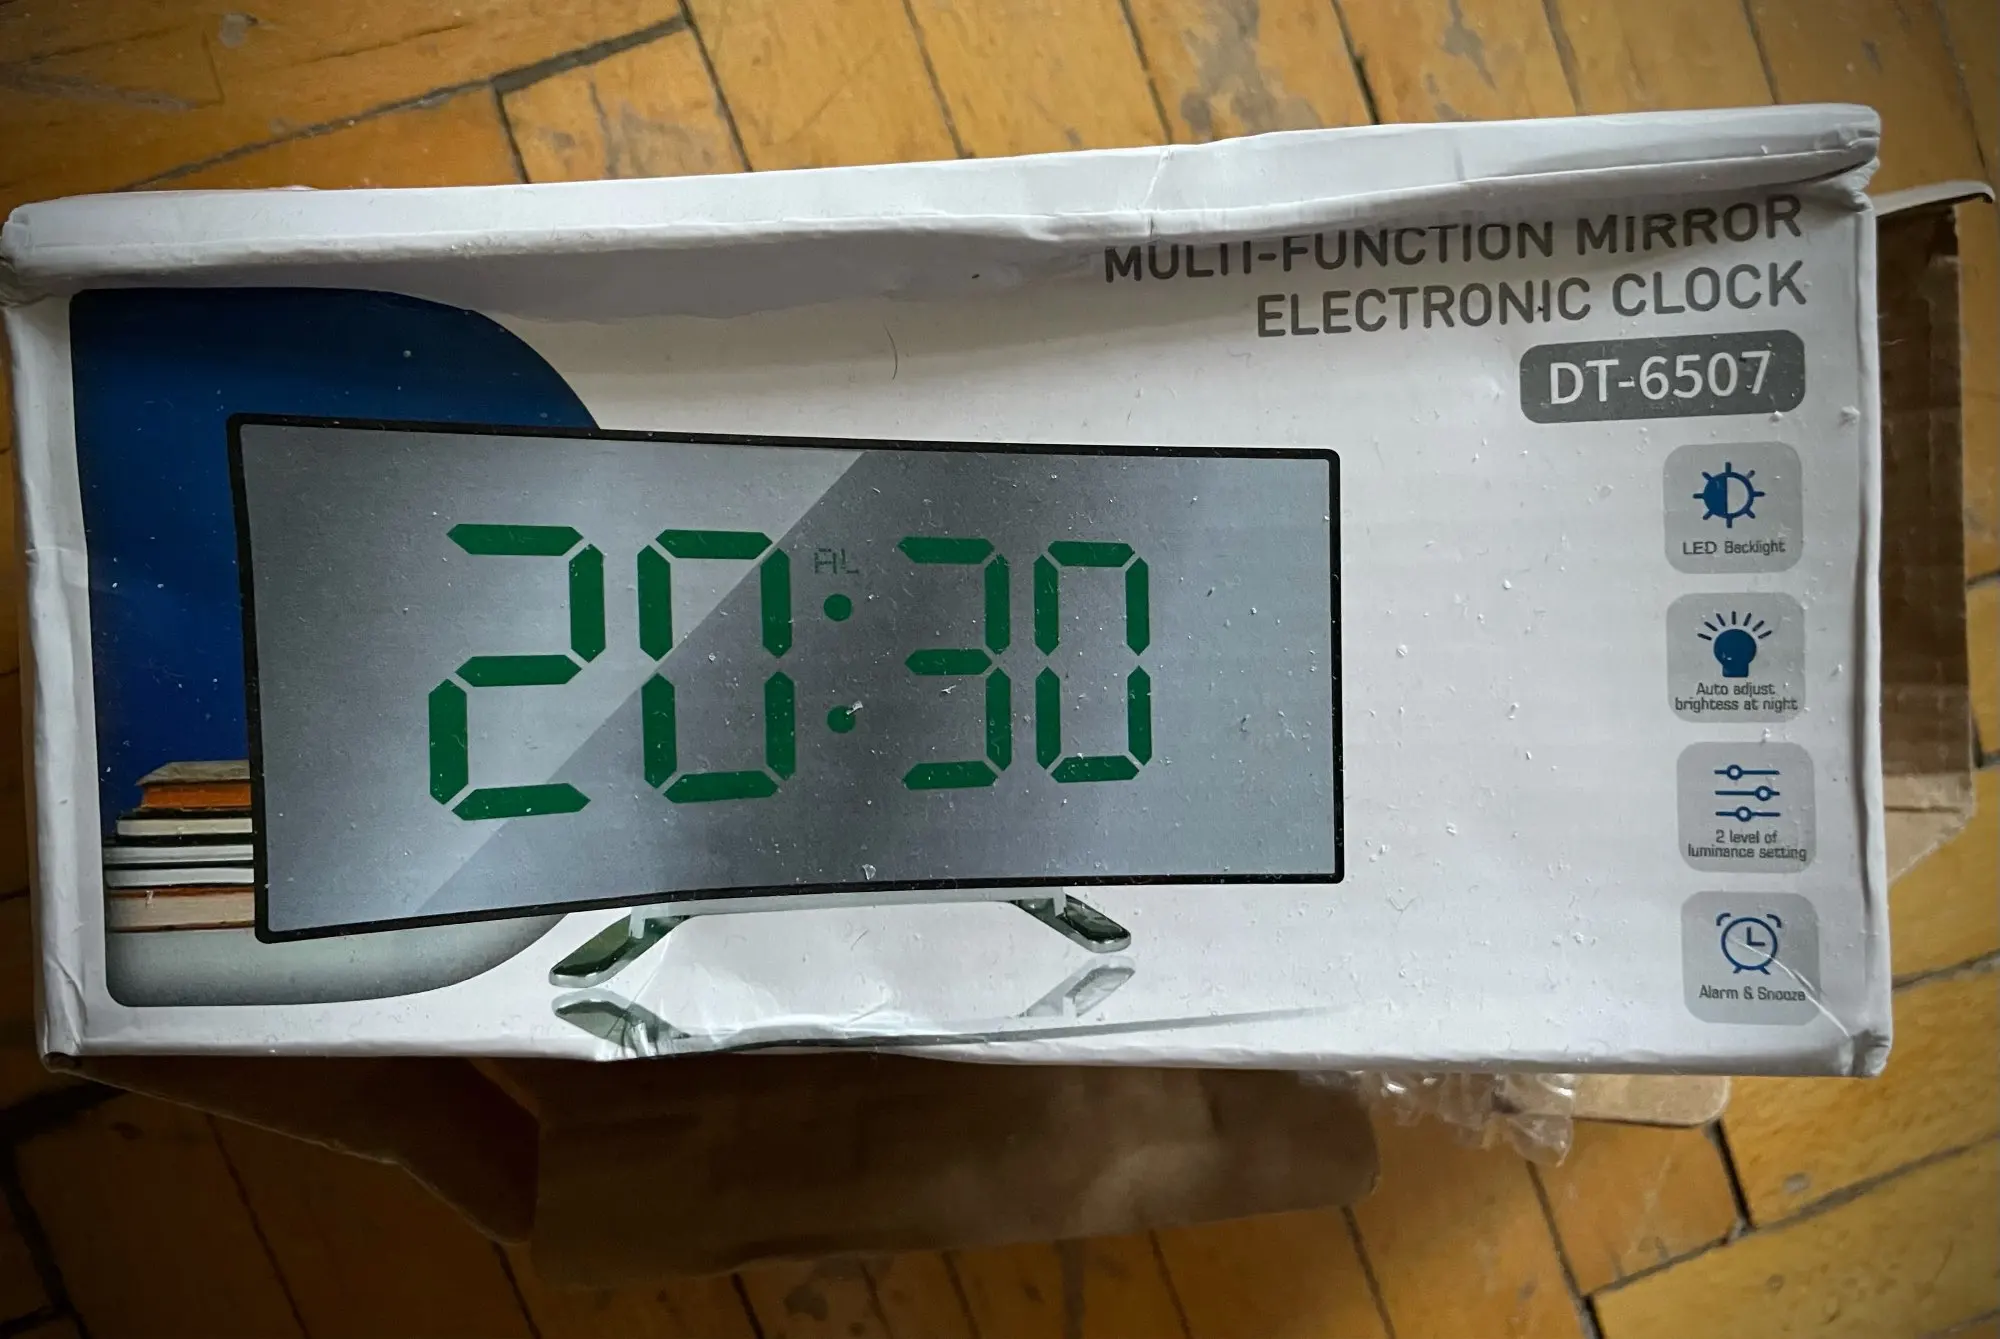 MULTI-FUNCTION MIRROR
ELECTRONIC CLOCK
DT-6507
AL
20:30
LED Backlight
Auto adjust
brightess at night
2 level of
luminance setting
Alarm & Snooze